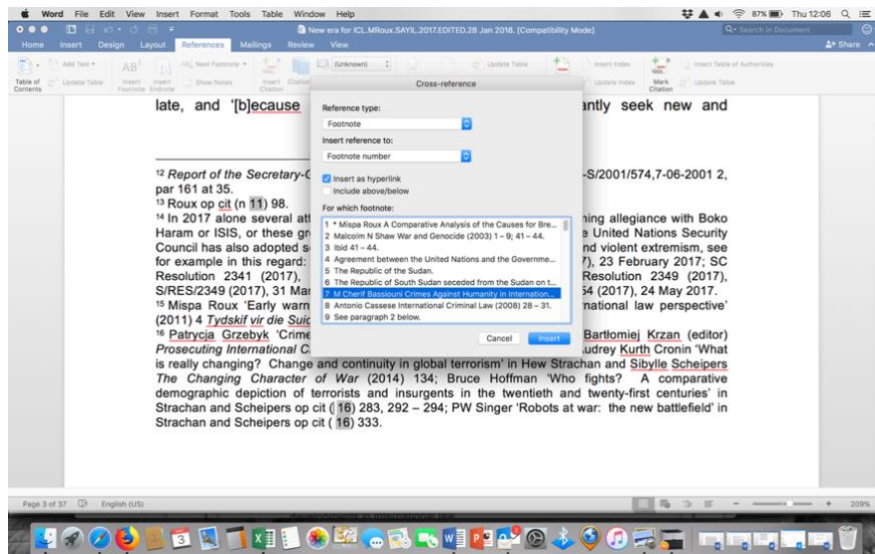 Word File Edit View Insert Format Tools Table Window Help 87% Thu 12:06
New era for ICL.MRoux.SAYIL.2017.EDITED.28 Jan 2018. [Compatibility Mode] Search in Document
Home Insert Design Layout References Mailings Review View Share
Table of Contents
Add Text
Update Table
AB¹
Insert Footnote
Insert Endnote
Next Footnote
Show Notes
Insert Citation
(Unknown)
Update Table
Insert Index
Update Index
Mark Citation
Insert Table of Authorities
Update Table
Cross-reference
Reference type:
Footnote
Insert reference to:
Footnote number
Insert as hyperlink
Include above/below
For which footnote:
1 * Mispa Roux A Comparative Analysis of the Causes for Bre...
2 Malcolm N Shaw War and Genocide (2003) 1 – 9; 41 – 44.
3 Ibid 41 – 44.
4 Agreement between the United Nations and the Governme...
5 The Republic of the Sudan.
6 The Republic of South Sudan seceded from the Sudan on t...
7 M Cherif Bassiouni Crimes Against Humanity in Internation...
8 Antonio Cassese International Criminal Law (2008) 28 – 31.
9 See paragraph 2 below.
Cancel Insert
late, and '[b]ecause antly seek new and
12 Report of the Secretary-G -S/2001/574,7-06-2001 2,
par 161 at 35.
13 Roux op cit (n 11) 98.
14 In 2017 alone several att ning allegiance with Boko
Haram or ISIS, or these gr e United Nations Security
Council has also adopted s nd violent extremism, see
for example in this regard: 7), 23 February 2017; SC
Resolution 2341 (2017), Resolution 2349 (2017),
S/RES/2349 (2017), 31 Mar 54 (2017), 24 May 2017.
15 Mispa Roux 'Early warn national law perspective'
(2011) 4 Tydskif vir die Suid
16 Patrycja Grzebyk 'Crime Bartłomiej Krzan (editor)
Prosecuting International C udrey Kurth Cronin 'What
is really changing? Change and continuity in global terrorism' in Hew Strachan and Sibylle Scheipers
The Changing Character of War (2014) 134; Bruce Hoffman 'Who fights? A comparative
demographic depiction of terrorists and insurgents in the twentieth and twenty-first centuries' in
Strachan and Scheipers op cit ( 16) 283, 292 – 294; PW Singer 'Robots at war: the new battlefield' in
Strachan and Scheipers op cit ( 16) 333.
Page 3 of 37 English (US) 209%